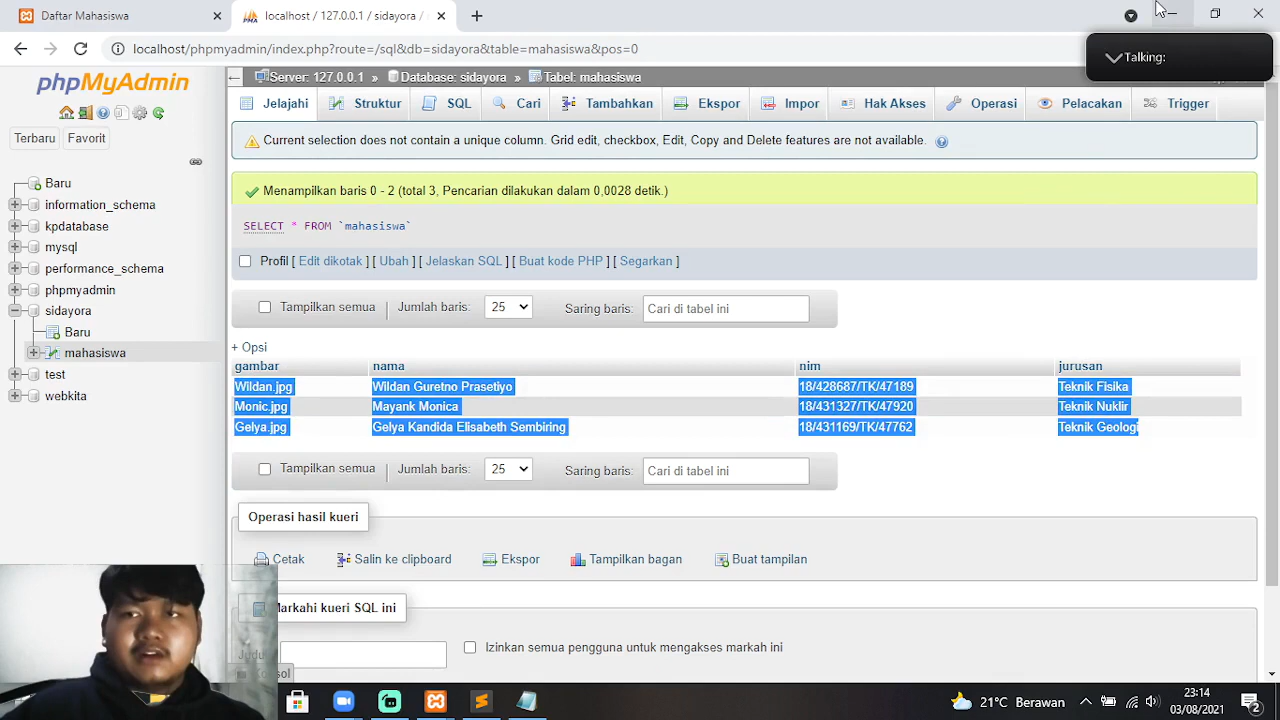 Daftar Mahasiswa
localhost / 127.0.0.1 / sidayora /
localhost/phpmyadmin/index.php?route=/sql&db=sidayora&table=mahasiswa&pos=0
Talking:
phpMyAdmin
Terbaru Favorit
Baru
information_schema
kpdatabase
mysql
performance_schema
phpmyadmin
sidayora
Baru
mahasiswa
test
webkita
Server: 127.0.0.1 » Database: sidayora » Tabel: mahasiswa
Jelajahi Struktur SQL Cari Tambahkan Ekspor Impor Hak Akses Operasi Pelacakan Trigger
Current selection does not contain a unique column. Grid edit, checkbox, Edit, Copy and Delete features are not available.
Menampilkan baris 0 - 2 (total 3, Pencarian dilakukan dalam 0,0028 detik.)
SELECT * FROM `mahasiswa`
Profil [ Edit dikotak ] [ Ubah ] [ Jelaskan SQL ] [ Buat kode PHP ] [ Segarkan ]
Tampilkan semua | Jumlah baris: 25 Saring baris: Cari di tabel ini
+ Opsi
gambar nama nim jurusan
Wildan.jpg Wildan Guretno Prasetiyo 18/428687/TK/47189 Teknik Fisika
Monic.jpg Mayank Monica 18/431327/TK/47920 Teknik Nuklir
Gelya.jpg Gelya Kandida Elisabeth Sembiring 18/431169/TK/47762 Teknik Geologi
Tampilkan semua | Jumlah baris: 25 Saring baris: Cari di tabel ini
Operasi hasil kueri
Cetak Salin ke clipboard Ekspor Tampilkan bagan Buat tampilan
Markahi kueri SQL ini
Izinkan semua pengguna untuk mengakses markah ini
21°C Berawan
23:14
03/08/2021
2